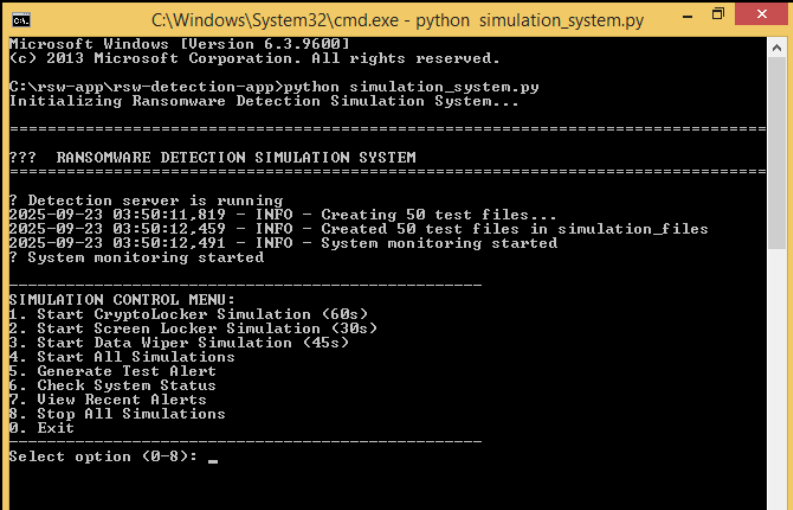 C:\Windows\System32\cmd.exe - python simulation_system.py
Microsoft Windows [Version 6.3.9600]
(c) 2013 Microsoft Corporation. All rights reserved.
C:\rsw-app\rsw-detection-app>python simulation_system.py
Initializing Ransomware Detection Simulation System...
================================================================================
???  RANSOMWARE DETECTION SIMULATION SYSTEM
================================================================================
? Detection server is running
2025-09-23 03:50:11,819 - INFO - Creating 50 test files...
2025-09-23 03:50:12,459 - INFO - Created 50 test files in simulation_files
2025-09-23 03:50:12,491 - INFO - System monitoring started
? System monitoring started
--------------------------------------------------
SIMULATION CONTROL MENU:
1. Start CryptoLocker Simulation (60s)
2. Start Screen Locker Simulation (30s)
3. Start Data Wiper Simulation (45s)
4. Start All Simulations
5. Generate Test Alert
6. Check System Status
7. View Recent Alerts
8. Stop All Simulations
0. Exit
--------------------------------------------------
Select option (0-8): _